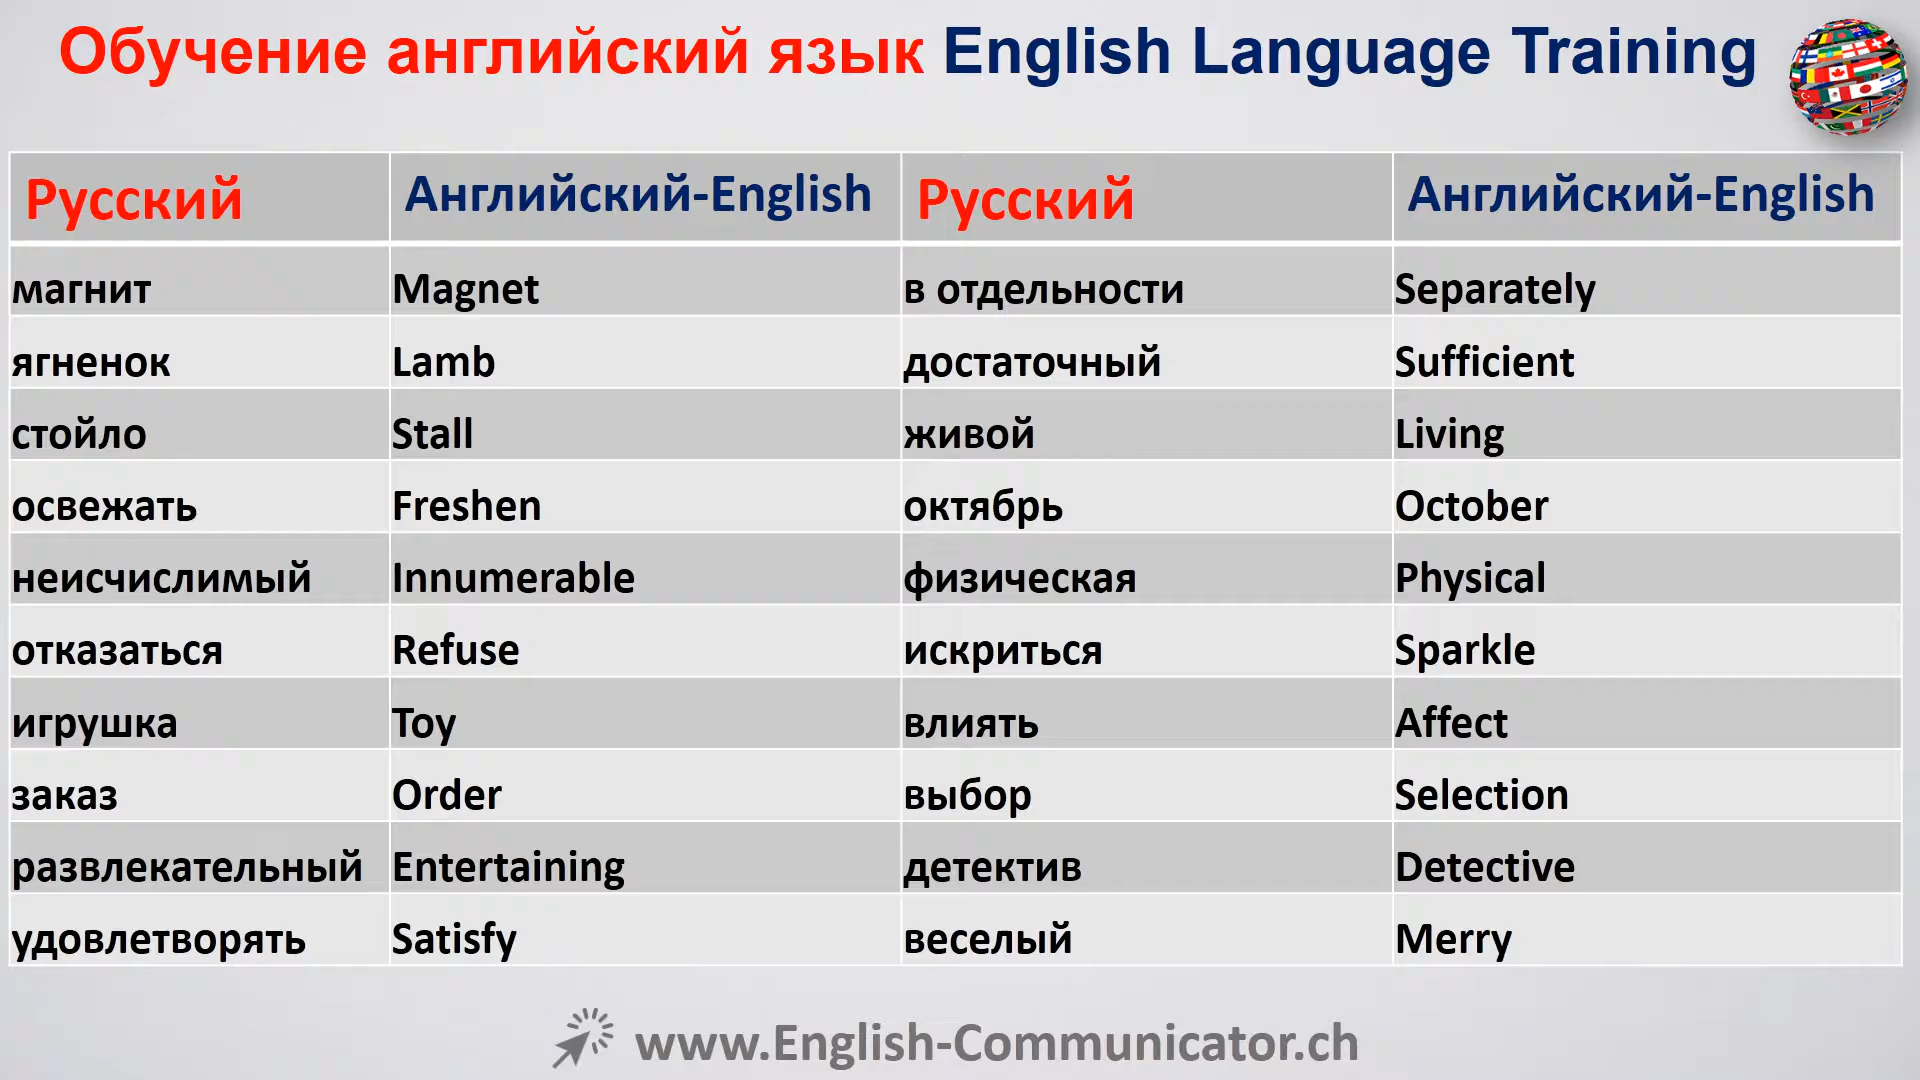 Обучение английский язык English Language Training
Русский Английский-English Русский Английский-English
магнит Magnet в отдельности Separately
ягненок Lamb достаточный Sufficient
стойло Stall живой Living
освежать Freshen октябрь October
неисчислимый Innumerable физическая Physical
отказаться Refuse искриться Sparkle
игрушка Toy влиять Affect
заказ Order выбор Selection
развлекательный Entertaining детектив Detective
удовлетворять Satisfy веселый Merry
www.English-Communicator.ch